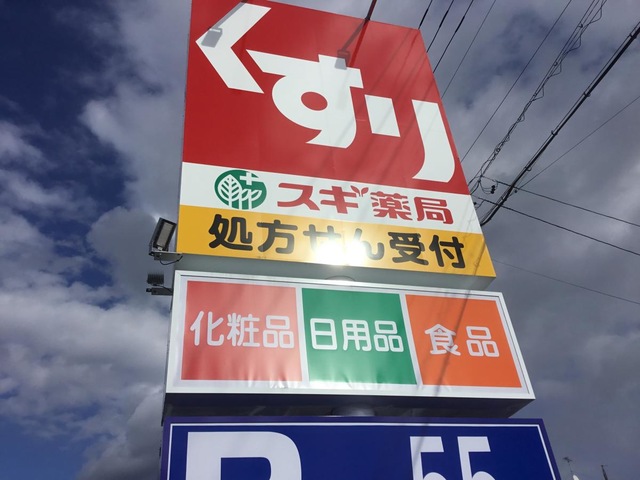 くすり
スギ薬局
処方せん受付
化粧品 日用品 食品
P 55